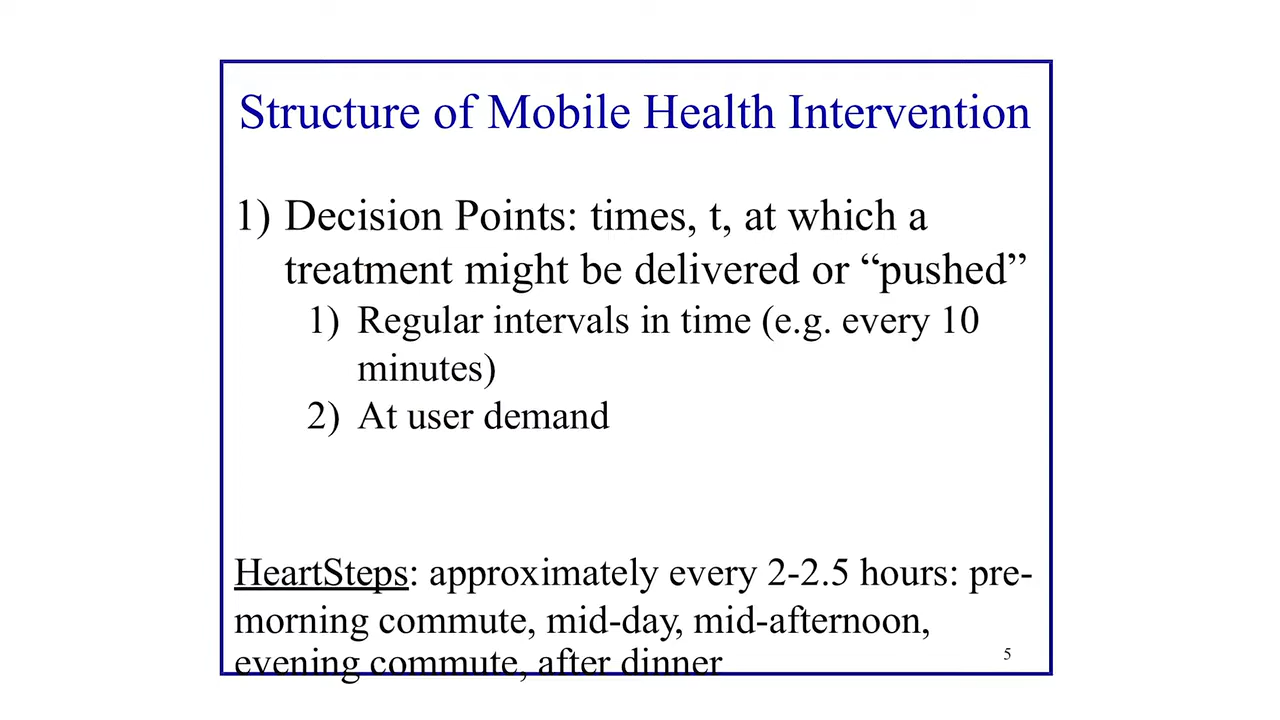 Structure of Mobile Health Intervention
1) Decision Points: times, t, at which a
treatment might be delivered or “pushed”
1) Regular intervals in time (e.g. every 10
minutes)
2) At user demand
HeartSteps: approximately every 2-2.5 hours: pre-
morning commute, mid-day, mid-afternoon,
evening commute, after dinner
5